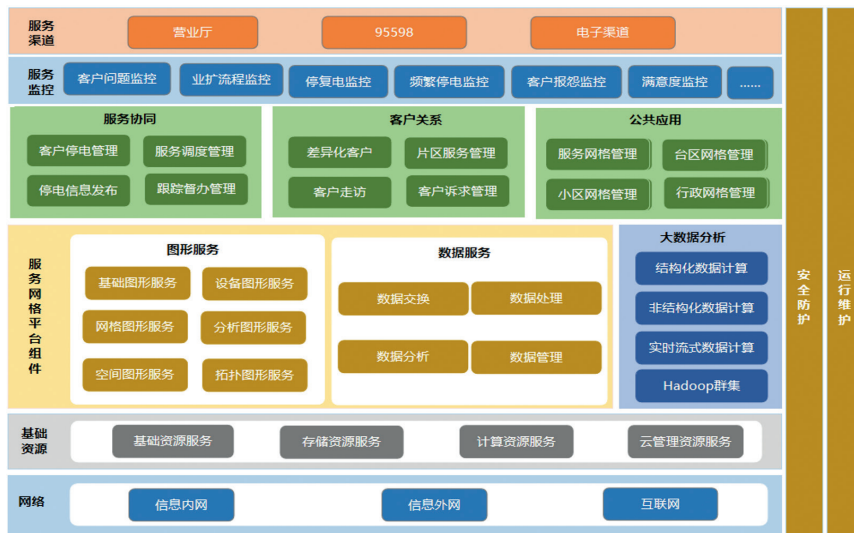 服务
渠道
营业厅
95598
电子渠道
服务
监控
客户问题监控
业扩流程监控
停复电监控
频繁停电监控
客户报怨监控
满意度监控
......
服务协同
客户停电管理
服务调度管理
停电信息发布
跟踪督办管理
客户关系
差异化客户
片区服务管理
客户走访
客户诉求管理
公共应用
服务网格管理
台区网格管理
小区网格管理
行政网格管理
服务网格平台组件
图形服务
基础图形服务
设备图形服务
网格图形服务
分析图形服务
空间图形服务
拓扑图形服务
数据服务
数据交换
数据处理
数据分析
数据管理
大数据分析
结构化数据计算
非结构化数据计算
实时流式数据计算
Hadoop群集
基础
资源
基础资源服务
存储资源服务
计算资源服务
云管理资源服务
网络
信息内网
信息外网
互联网
安全防护
运行维护